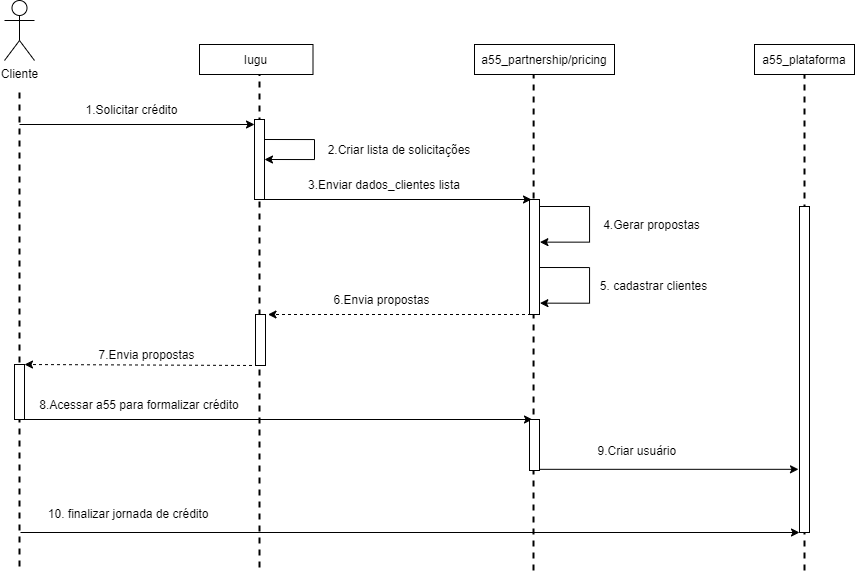 Cliente
Iugu
a55_partnership/pricing
a55_plataforma
1.Solicitar crédito
2.Criar lista de solicitações
3.Enviar dados_clientes lista
4.Gerar propostas
5. cadastrar clientes
6.Envia propostas
7.Envia propostas
8.Acessar a55 para formalizar crédito
9.Criar usuário
10. finalizar jornada de crédito